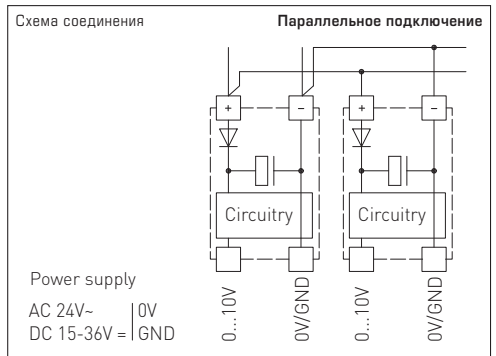 Схема соединения
Параллельное подключение
+ − + −
Circuitry Circuitry
Power supply
AC 24V~ 0V
DC 15-36V = GND
0...10V
0V/GND
0...10V
0V/GND